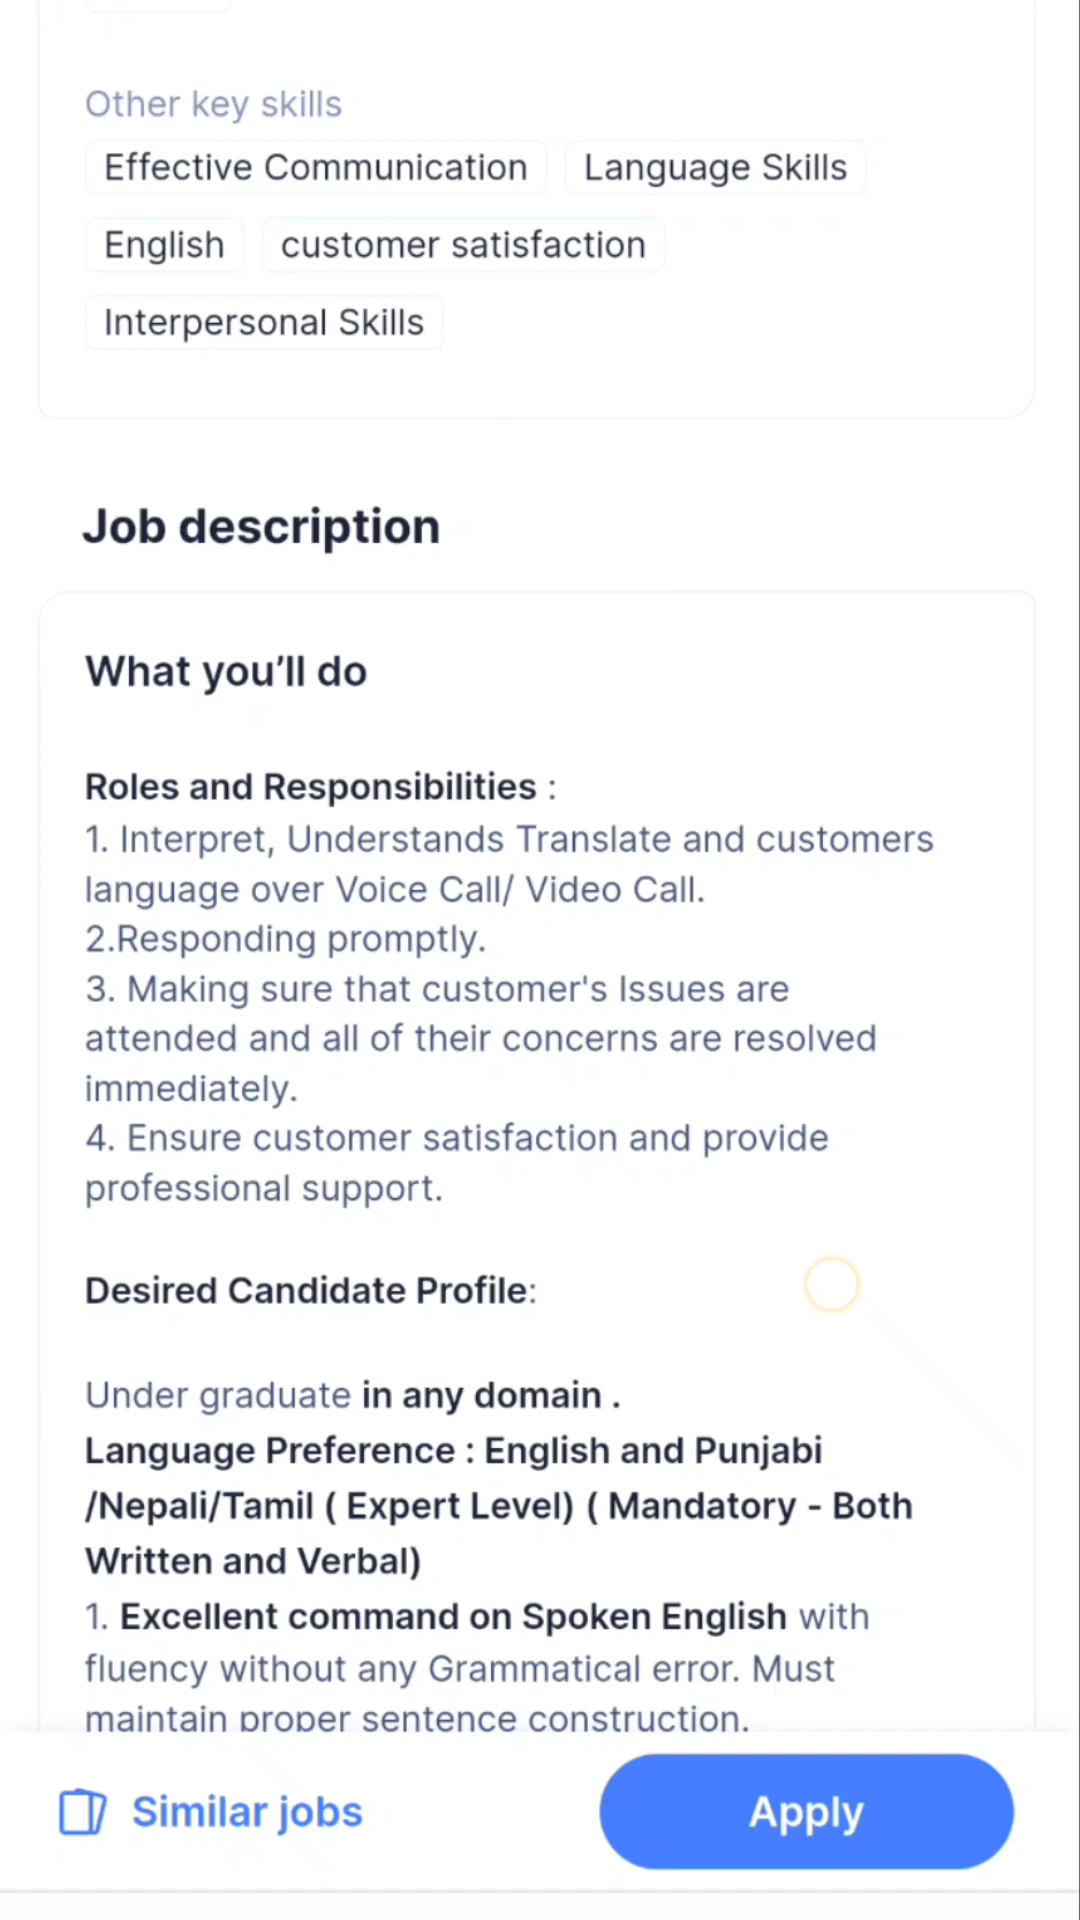 Other key skills
Effective Communication Language Skills
English customer satisfaction
Interpersonal Skills
Job description
What you’ll do
Roles and Responsibilities :
1. Interpret, Understands Translate and customers
language over Voice Call/ Video Call.
2.Responding promptly.
3. Making sure that customer's Issues are
attended and all of their concerns are resolved
immediately.
4. Ensure customer satisfaction and provide
professional support.
Desired Candidate Profile:
Under graduate in any domain .
Language Preference : English and Punjabi
/Nepali/Tamil ( Expert Level) ( Mandatory - Both
Written and Verbal)
1. Excellent command on Spoken English with
fluency without any Grammatical error. Must
maintain proper sentence construction.
Similar jobs Apply